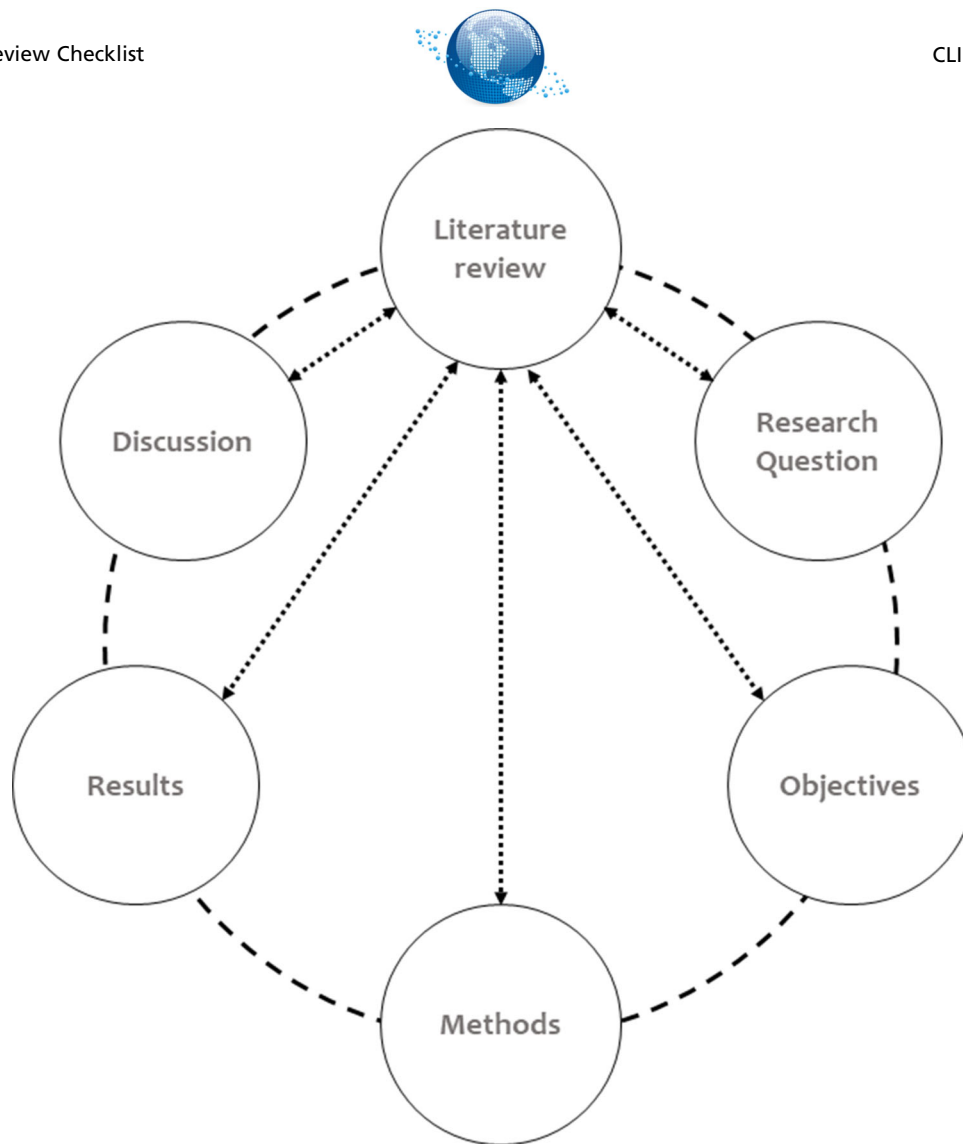 eview Checklist
CLI
Literature
review
Discussion
Research
Question
Results
Objectives
Methods